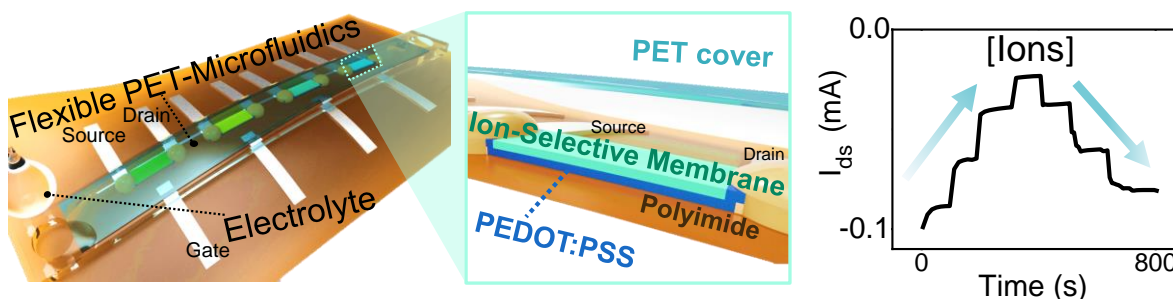 Flexible PET-Microfluidics
Source
Drain
Electrolyte
Gate
PET cover
Source
Ion-Selective Membrane
Drain
Polyimide
PEDOT:PSS
0.0
[Ions]
I_ds (mA)
-0.1
0
800
Time (s)